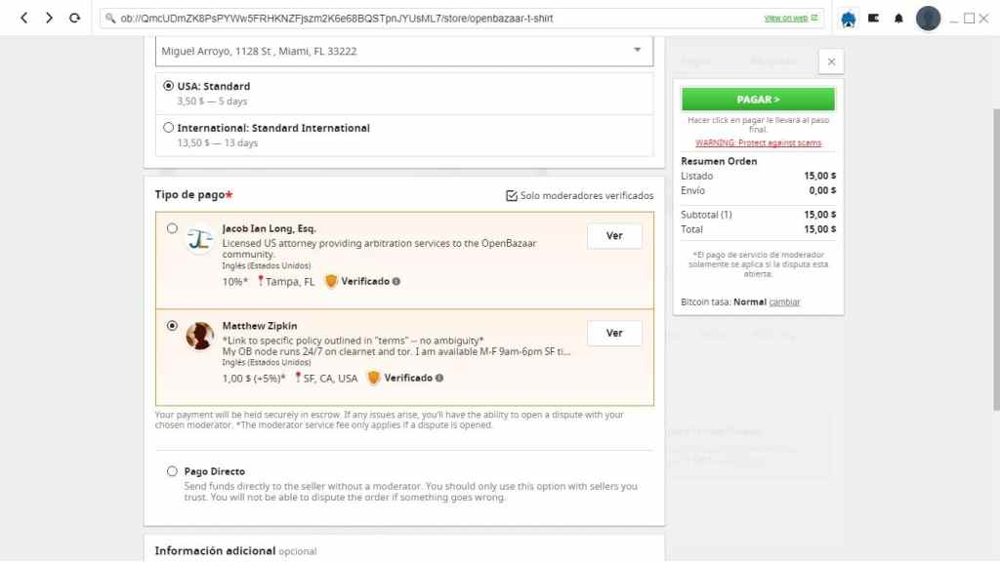 ob://QmcUDmZK8PsPYWw5FRHKNZFjszm2K6e68BQSTpnJYUsML7/store/openbazaar-t-shirt
View on web
Miguel Arroyo, 1128 St , Miami, FL 33222
USA: Standard
3,50 $ — 5 days
International: Standard International
13,50 $ — 13 days
Tipo de pago*
Solo moderadores verificados
Jacob Ian Long, Esq.
Licensed US attorney providing arbitration services to the OpenBazaar
community.
Inglés (Estados Unidos)
10%* Tampa, FL Verificado
Ver
Matthew Zipkin
*Link to specific policy outlined in "terms" -- no ambiguity*
My OB node runs 24/7 on clearnet and tor. I am available M-F 9am-6pm SF ti...
Inglés (Estados Unidos)
1,00 $ (+5%)* SF, CA, USA Verificado
Ver
Your payment will be held securely in escrow. If any issues arise, you'll have the ability to open a dispute with your
chosen moderator. *The moderator service fee only applies if a dispute is opened.
Pago Directo
Send funds directly to the seller without a moderator. You should only use this option with sellers you
trust. You will not be able to dispute the order if something goes wrong.
Información adicional opcional
PAGAR >
Hacer click en pagar le llevará al paso
final.
WARNING: Protect against scams
Resumen Orden
Listado 15,00 $
Envío 0,00 $
Subtotal (1) 15,00 $
Total 15,00 $
*El pago de servicio de moderador
solamente se aplica si la disputa esta
abierta.
Bitcoin tasa: Normal cambiar